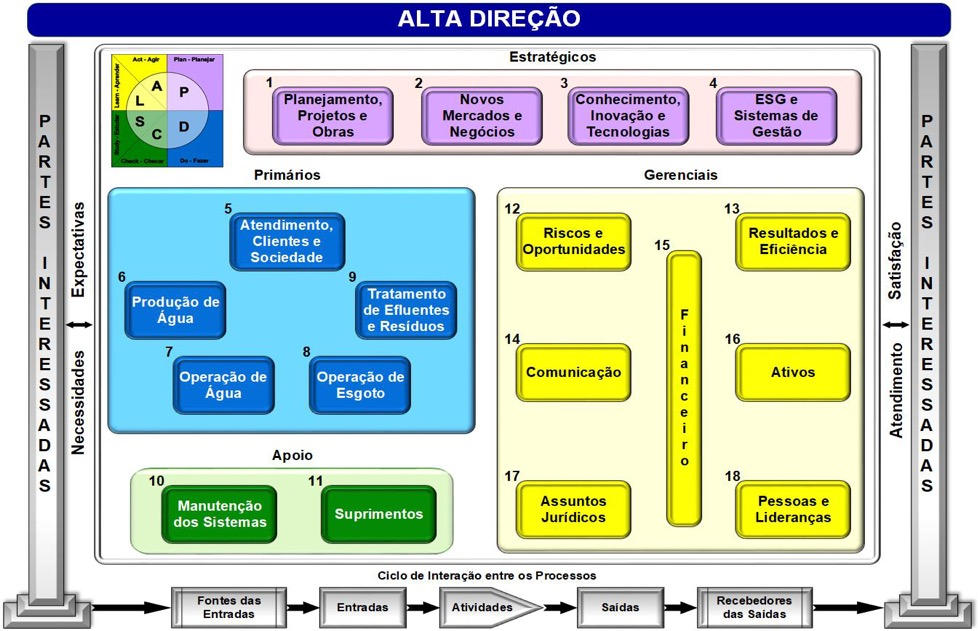 ALTA DIREÇÃO
PARTES INTERESSADAS
Expectativas
Necessidades
Act - Agir
Plan - Planejar
Learn - Aprender
A
P
L
S
C
D
Study - Estudar
Check - Checar
Do - Fazer
Estratégicos
1
Planejamento,
Projetos e
Obras
2
Novos
Mercados e
Negócios
3
Conhecimento,
Inovação e
Tecnologias
4
ESG e
Sistemas de
Gestão
Primários
5
Atendimento,
Clientes e
Sociedade
6
Produção de
Água
9
Tratamento
de Efluentes
e Resíduos
7
Operação de
Água
8
Operação de
Esgoto
Apoio
10
Manutenção
dos Sistemas
11
Suprimentos
Gerenciais
12
Riscos e
Oportunidades
13
Resultados e
Eficiência
15
Financeiro
14
Comunicação
16
Ativos
17
Assuntos
Jurídicos
18
Pessoas e
Lideranças
Satisfação
Atendimento
PARTES INTERESSADAS
Ciclo de Interação entre os Processos
Fontes das
Entradas
Entradas
Atividades
Saídas
Recebedores
das Saídas